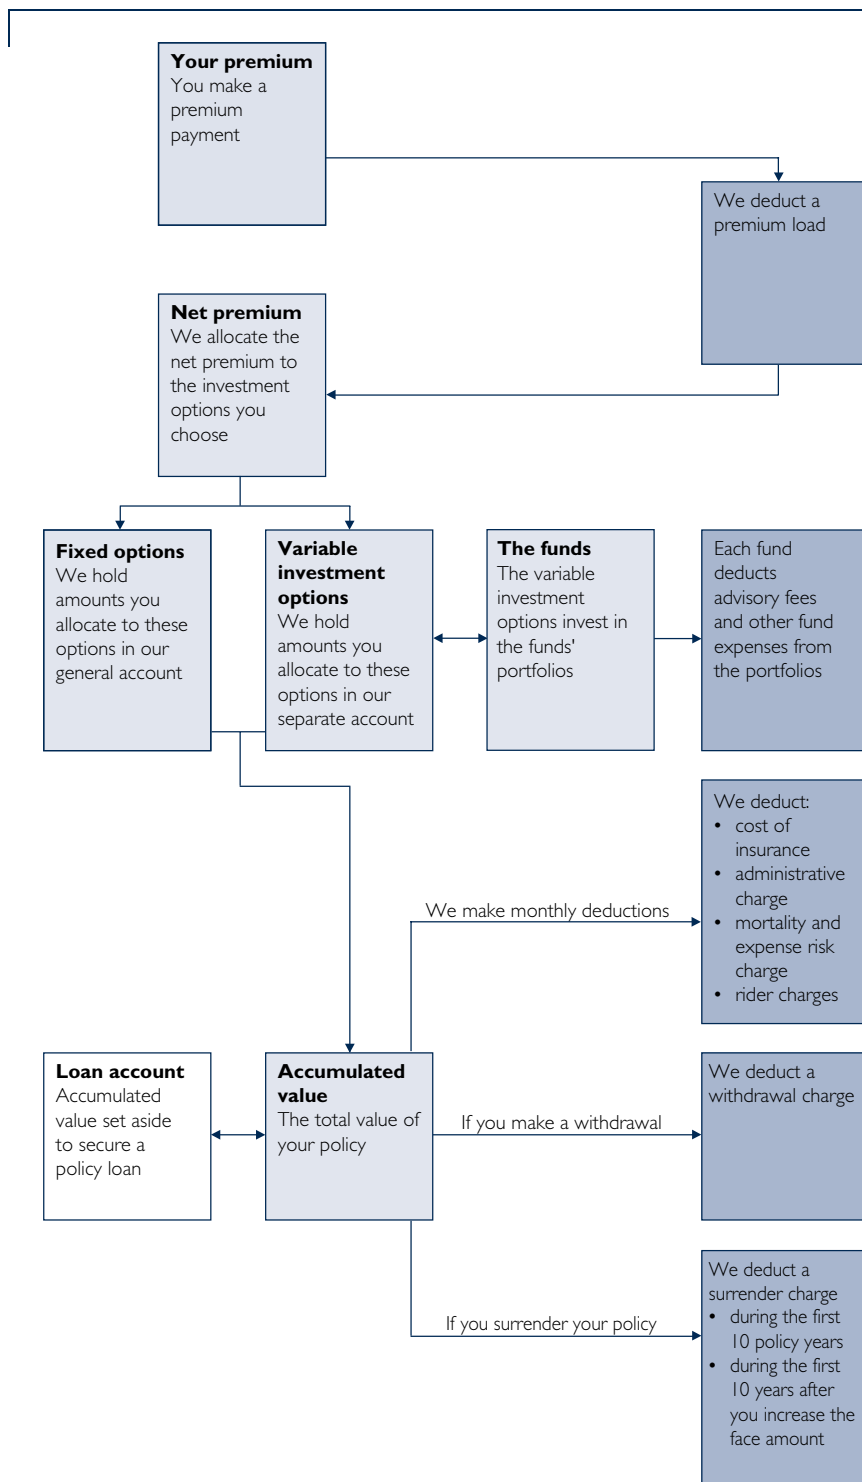 Your premium
You make a
premium
payment
We deduct a
premium load
Net premium
We allocate the
net premium to
the investment
options you
choose
Fixed options
We hold
amounts you
allocate to these
options in our
general account
Variable
investment
options
We hold
amounts you
allocate to these
options in our
separate account
The funds
The variable
investment
options invest in
the funds'
portfolios
Each fund
deducts
advisory fees
and other fund
expenses from
the portfolios
We make monthly deductions
We deduct:
• cost of
insurance
• administrative
charge
• mortality and
expense risk
charge
• rider charges
Loan account
Accumulated
value set aside
to secure a
policy loan
Accumulated
value
The total value of
your policy
If you make a withdrawal
We deduct a
withdrawal charge
If you surrender your policy
We deduct a
surrender charge
• during the first
10 policy years
• during the first
10 years after
you increase the
face amount